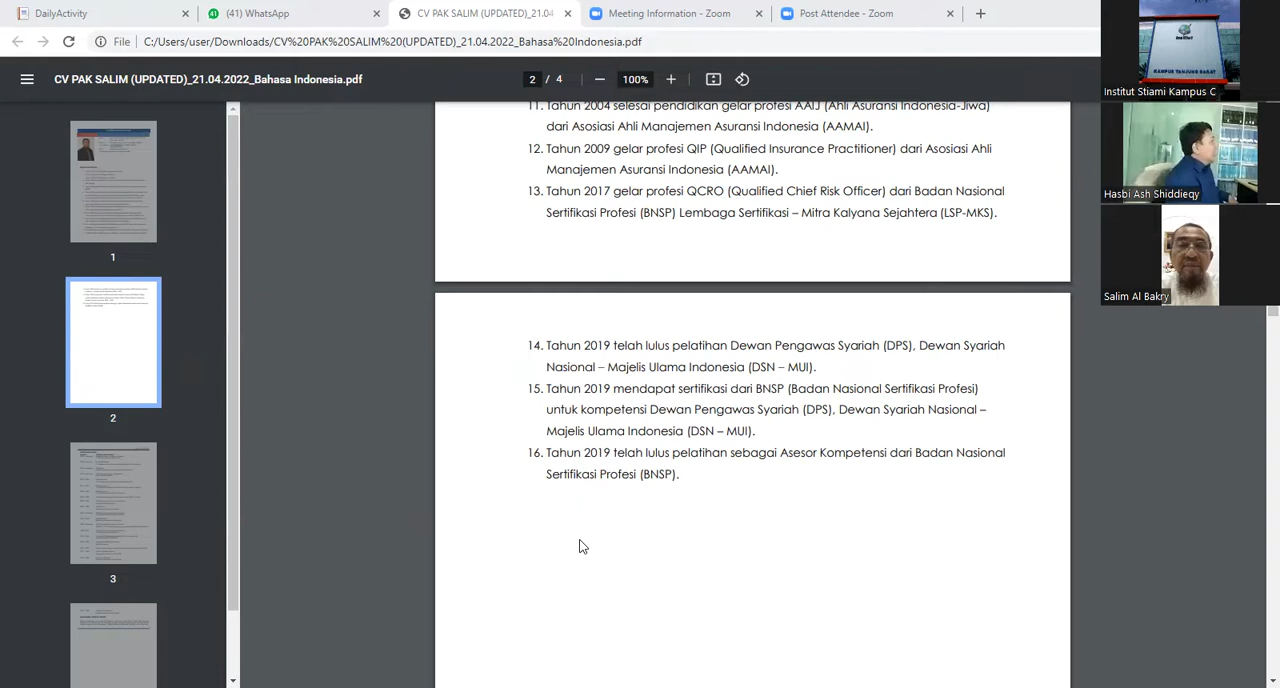 DailyActivity
(41) WhatsApp
CV PAK SALIM (UPDATED)_21.04
Meeting Information - Zoom
Post Attendee - Zoom
File
C:/Users/user/Downloads/CV%20PAK%20SALIM%20(UPDATED)_21.04.2022_Bahasa%20Indonesia.pdf
CV PAK SALIM (UPDATED)_21.04.2022_Bahasa Indonesia.pdf
2 / 4
100%
11. Tahun 2004 selesai pendidikan gelar profesi AAIJ (Ahli Asuransi Indonesia-Jiwa)
dari Asosiasi Ahli Manajemen Asuransi Indonesia (AAMAI).
12. Tahun 2009 gelar profesi QIP (Qualified Insurance Practitioner) dari Asosiasi Ahli
Manajemen Asuransi Indonesia (AAMAI).
13. Tahun 2017 gelar profesi QCRO (Qualified Chief Risk Officer) dari Badan Nasional
Sertifikasi Profesi (BNSP) Lembaga Sertifikasi – Mitra Kalyana Sejahtera (LSP-MKS).
14. Tahun 2019 telah lulus pelatihan Dewan Pengawas Syariah (DPS), Dewan Syariah
Nasional – Majelis Ulama Indonesia (DSN – MUI).
15. Tahun 2019 mendapat sertifikasi dari BNSP (Badan Nasional Sertifikasi Profesi)
untuk kompetensi Dewan Pengawas Syariah (DPS), Dewan Syariah Nasional –
Majelis Ulama Indonesia (DSN – MUI).
16. Tahun 2019 telah lulus pelatihan sebagai Asesor Kompetensi dari Badan Nasional
Sertifikasi Profesi (BNSP).
1
2
3
KAMPUS TANJUNG BARAT
Institut Stiami Kampus C
Hasbi Ash Shiddieqy
Salim Al Bakry